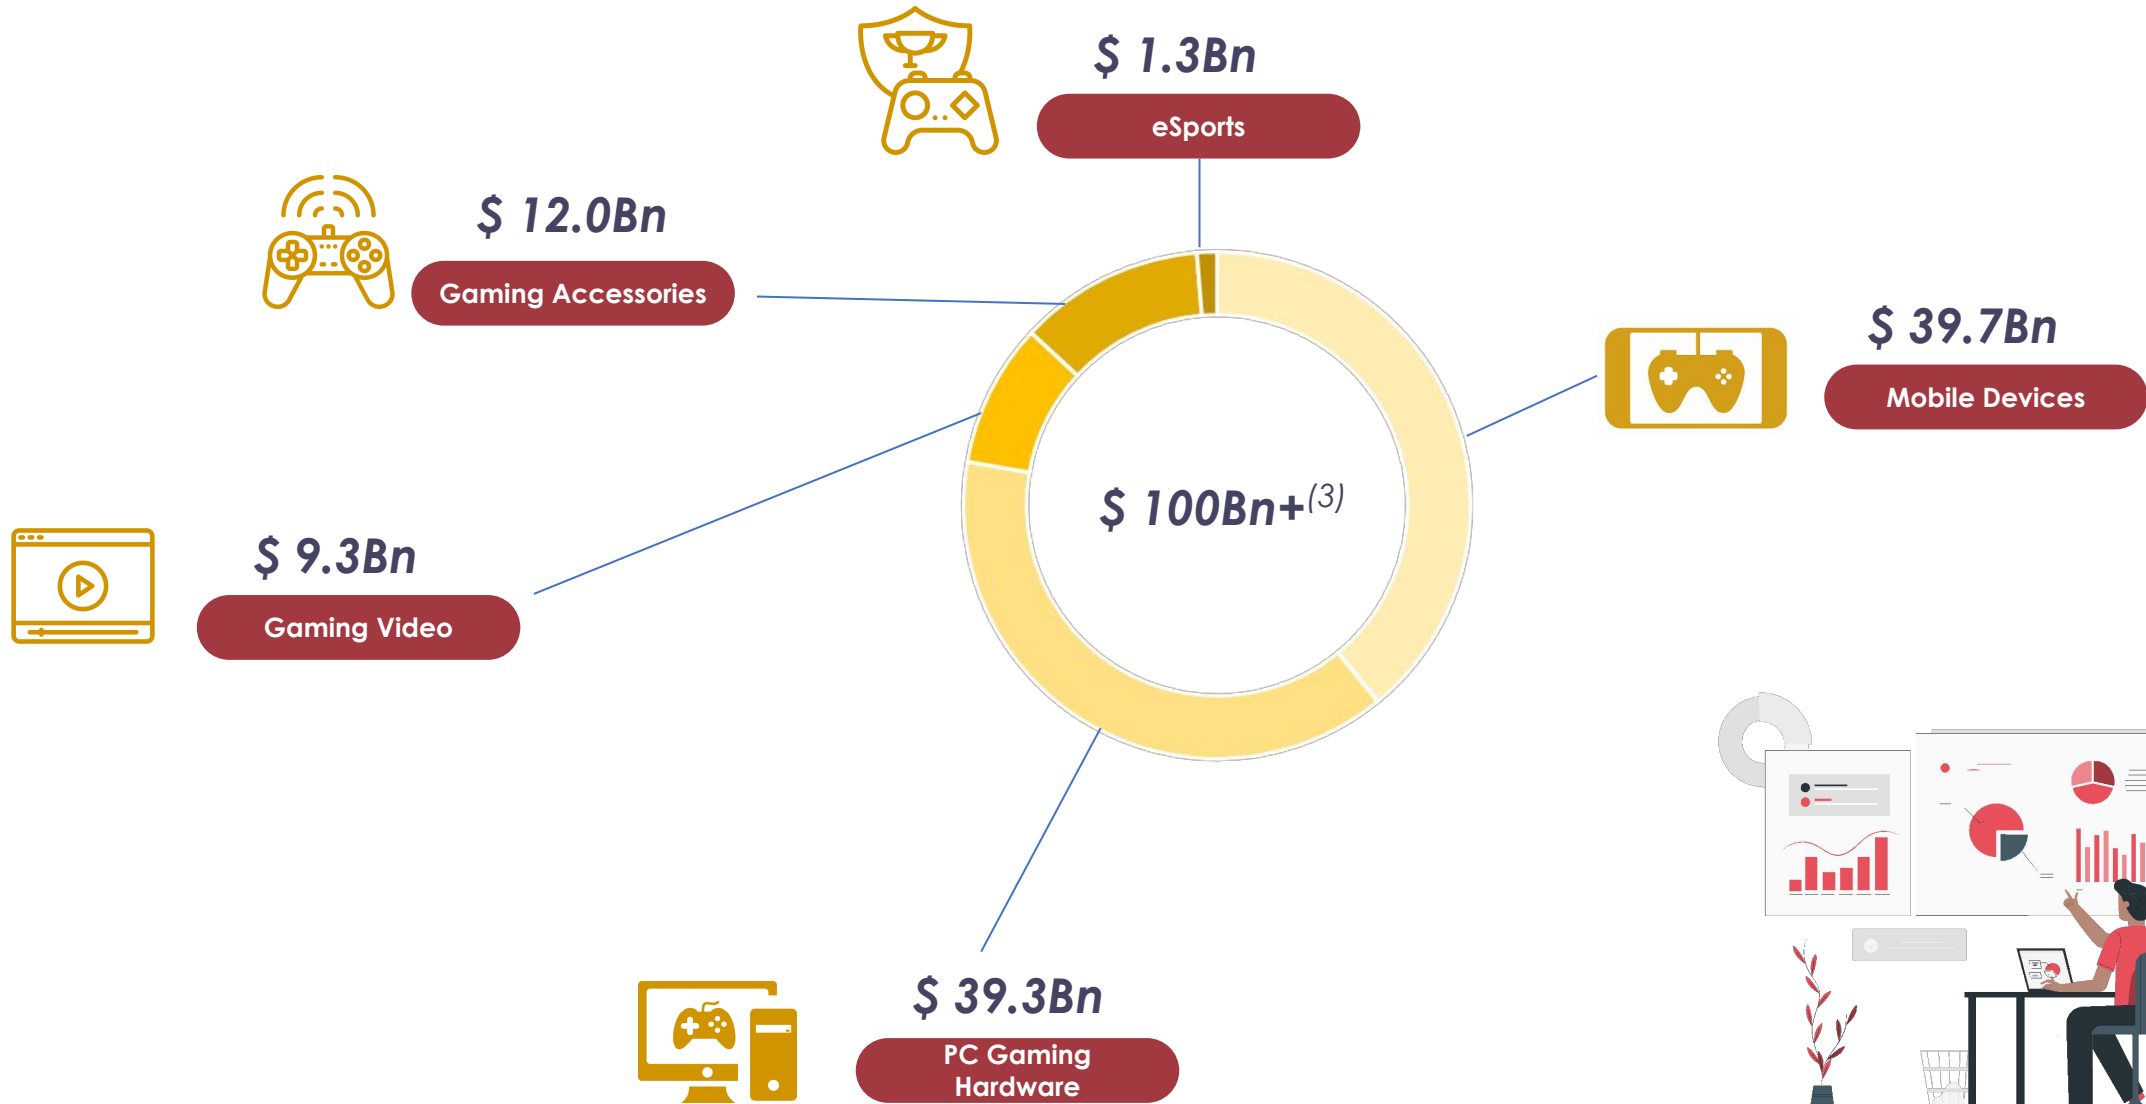 $ 1.3Bn
eSports
$ 12.0Bn
Gaming Accessories
$ 39.7Bn
Mobile Devices
$ 100Bn+(3)
$ 9.3Bn
Gaming Video
$ 39.3Bn
PC Gaming
Hardware